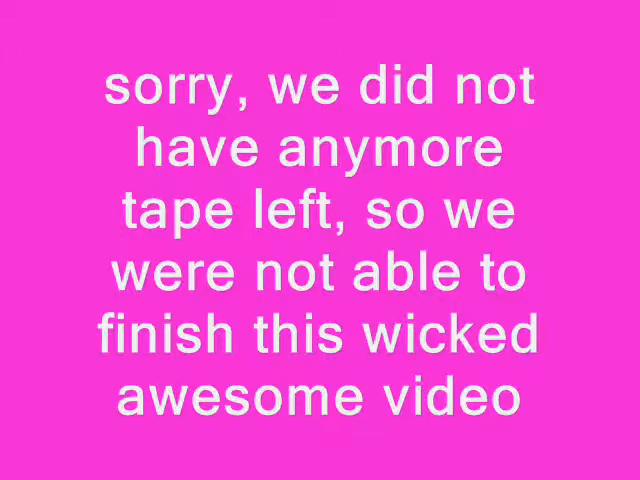 sorry, we did not
have anymore
tape left, so we
were not able to
finish this wicked
awesome video